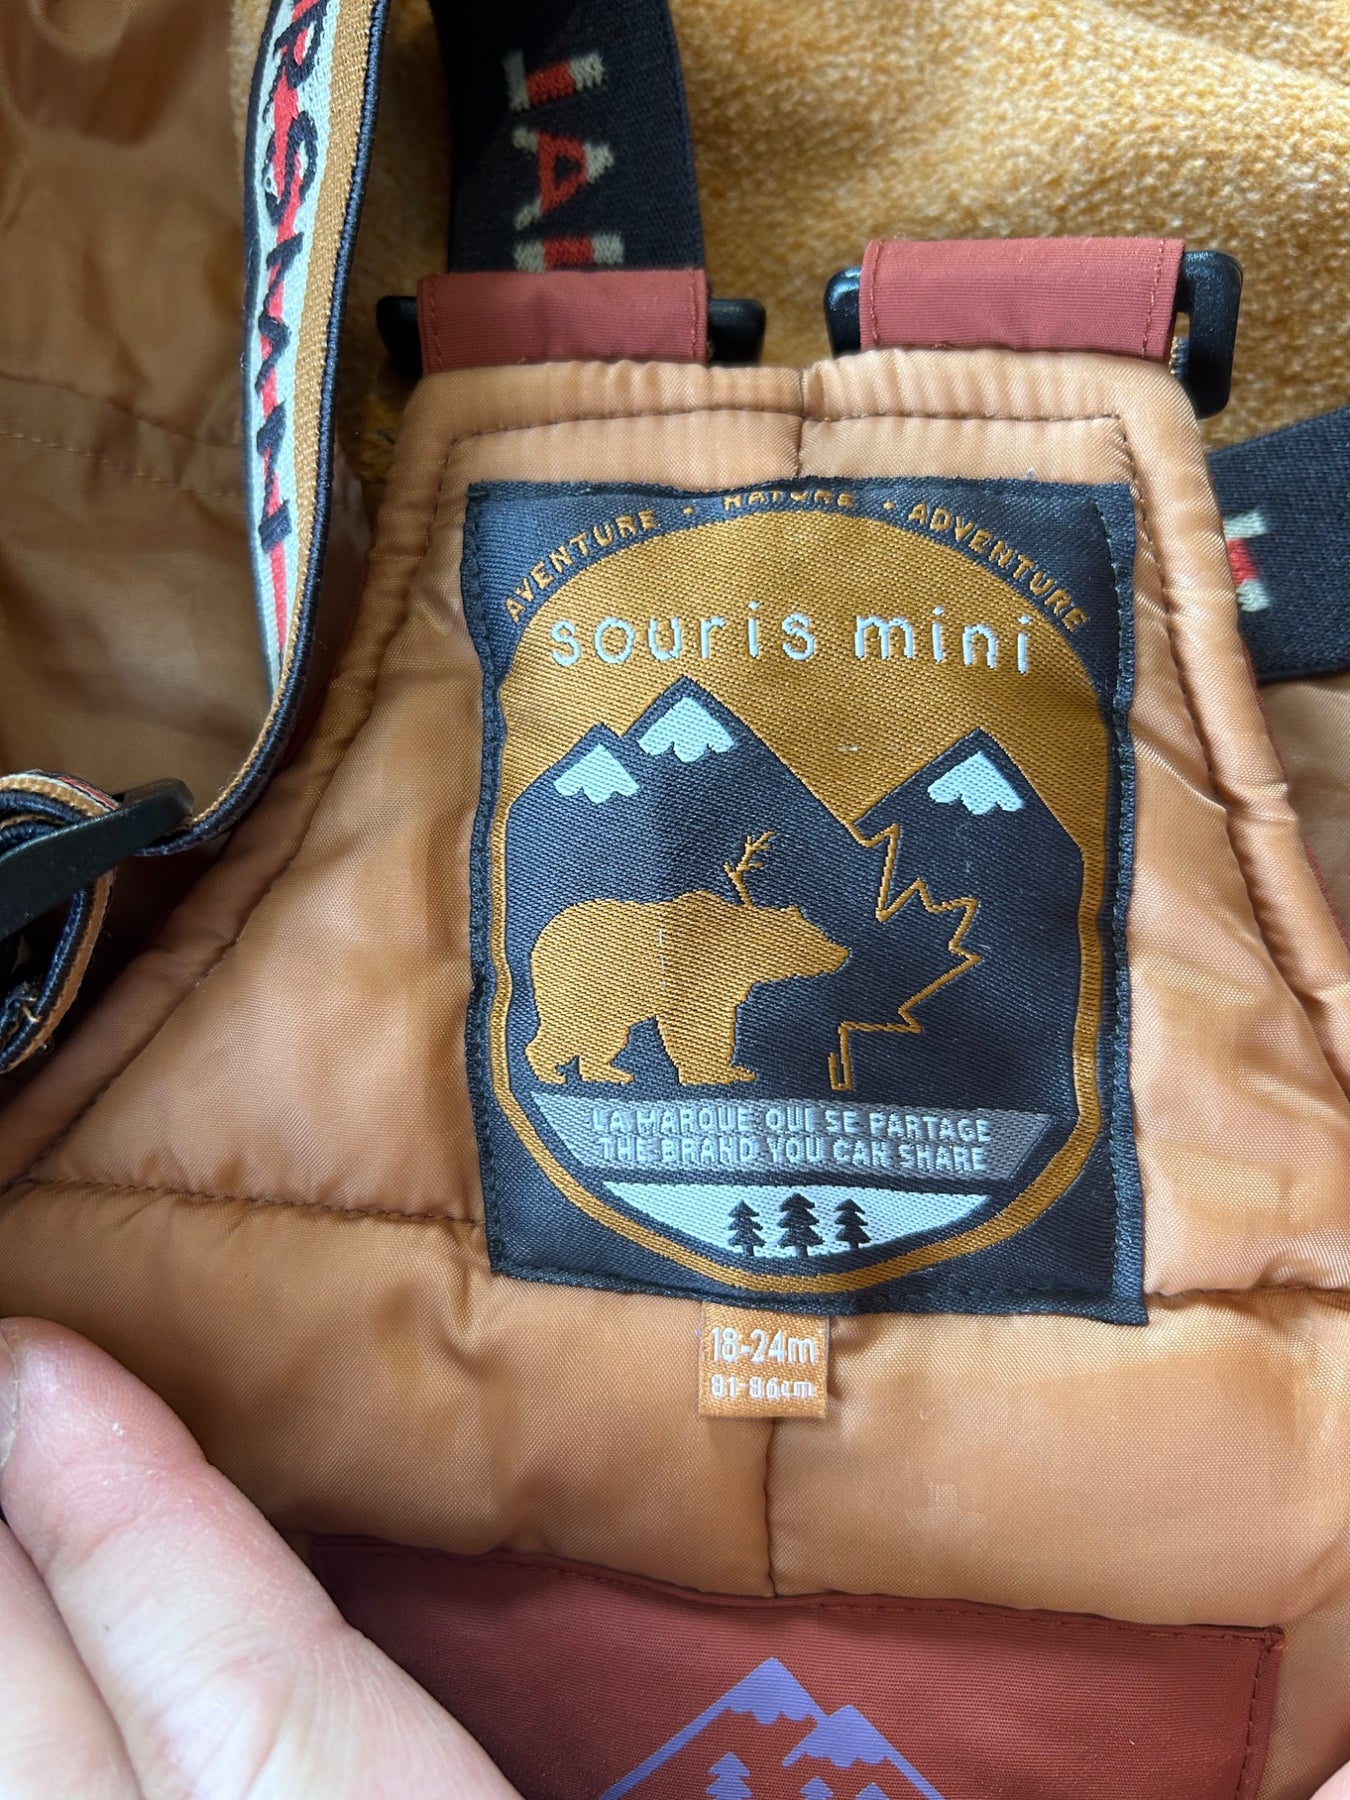 AVENTURE • NATURE • ADVENTURE
souris mini
LA MARQUE QUI SE PARTAGE
THE BRAND YOU CAN SHARE
18-24m
81-86cm